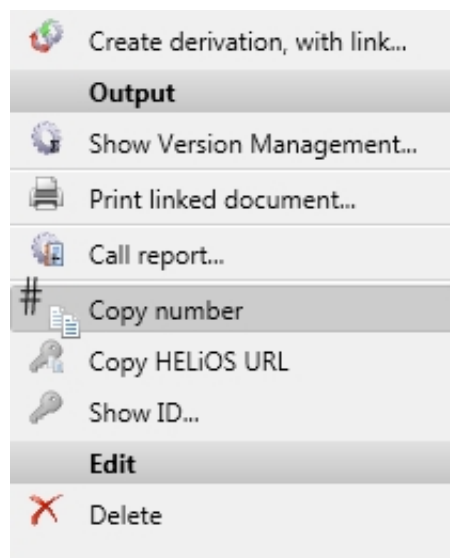 Create derivation, with link...
Output
Show Version Management...
Print linked document...
Call report...
# Copy number
Copy HELiOS URL
Show ID...
Edit
Delete